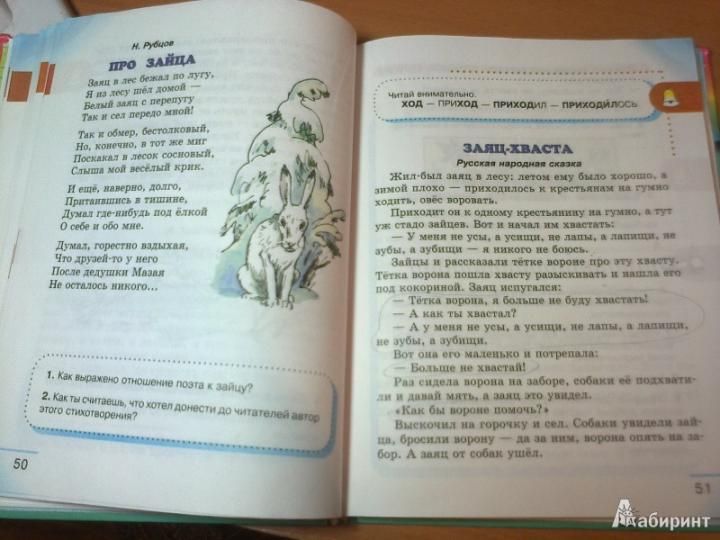 Н. Рубцов
ПРО ЗАЙЦА
Заяц в лес бежал по лугу,
Я из лесу шёл домой —
Белый заяц с перепугу
Так и сел передо мной!
Так и обмер, бестолковый,
Но, конечно, в тот же миг
Поскакал в лесок сосновый,
Слыша мой весёлый крик.
И ещё, наверно, долго,
Притаившись в тишине,
Думал где-нибудь под ёлкой
О себе и обо мне.
Думал, горестно вздыхая,
Что друзей-то у него
После дедушки Мазая
Не осталось никого...
1. Как выражено отношение поэта к зайцу?
2. Как ты считаешь, что хотел донести до читателей автор
этого стихотворения?
50
Читай внимательно.
ХОД — ПРИХОД — ПРИХОДИЛ — ПРИХОДИ́ЛОСЬ
ЗАЯЦ-ХВАСТА
Русская народная сказка
Жил-был заяц в лесу: летом ему было хорошо, а
зимой плохо — приходилось к крестьянам на гумно
ходить, овёс воровать.
Приходит он к одному крестьянину на гумно, а тут
уж стадо зайцев. Вот и начал им хвастать:
— У меня не усы, а усищи, не лапы, а лапищи, не
зубы, а зубищи — я никого не боюсь.
Зайцы и рассказали тётке вороне про эту хвасту.
Тётка ворона пошла хвасту разыскивать и нашла его
под кокориной. Заяц испугался:
— Тётка ворона, я больше не буду хвастать!
— А как ты хвастал?
— А у меня не усы, а усищи, не лапы, а лапищи,
не зубы, а зубищи.
Вот она его маленько и потрепала:
— Больше не хвастай!
Раз сидела ворона на заборе, собаки её подхвати-
ли и давай мять, а заяц это увидел.
«Как бы вороне помочь?»
Выскочил на горочку и сел. Собаки увидели зай-
ца, бросили ворону — да за ним, ворона опять на за-
бор. А заяц от собак ушёл.
51
Лабиринт